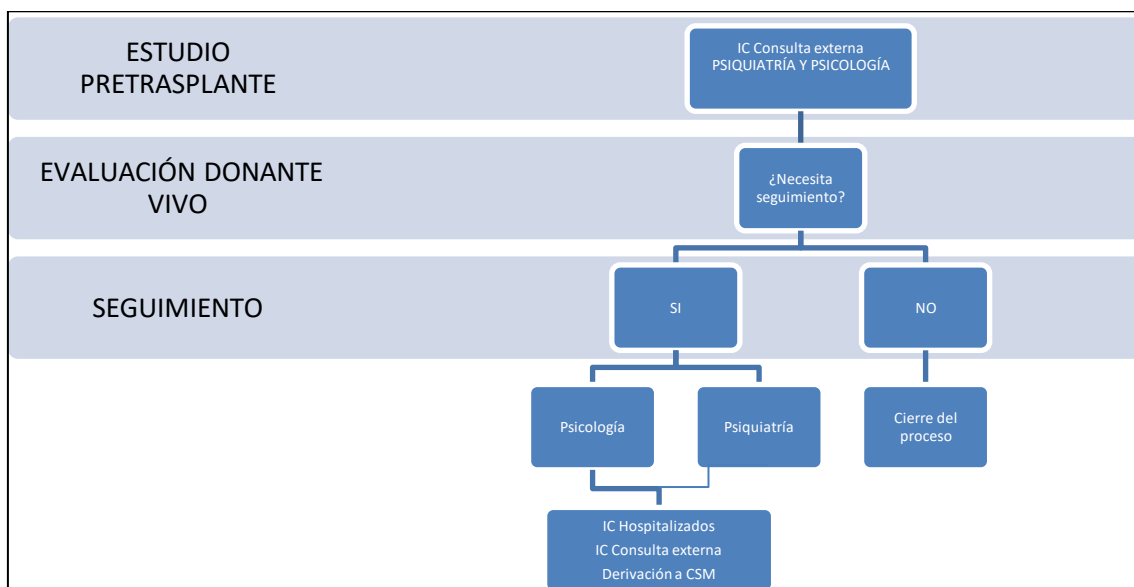 ESTUDIO
PRETRASPLANTE
IC Consulta externa
PSIQUIATRÍA Y PSICOLOGÍA
EVALUACIÓN DONANTE
VIVO
¿Necesita
seguimiento?
SEGUIMIENTO
SI
NO
Psicología
Psiquiatría
Cierre del
proceso
IC Hospitalizados
IC Consulta externa
Derivación a CSM